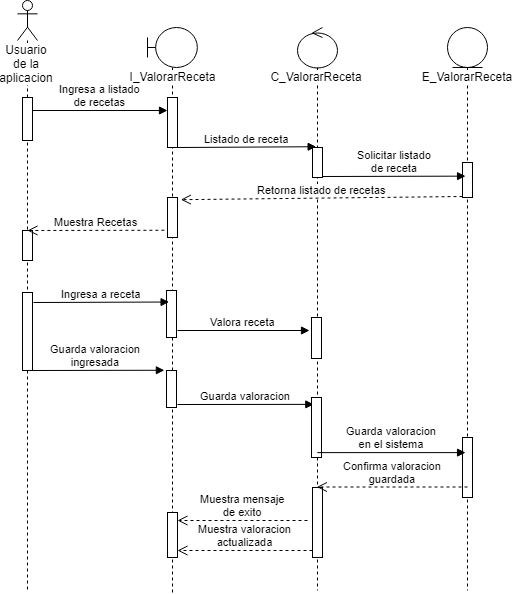 Usuario
de la
aplicacion
I_ValorarReceta
C_ValorarReceta
E_ValorarReceta
Ingresa a listado
de recetas
Listado de receta
Solicitar listado
de receta
Retorna listado de recetas
Muestra Recetas
Ingresa a receta
Valora receta
Guarda valoracion
ingresada
Guarda valoracion
Guarda valoracion
en el sistema
Confirma valoracion
guardada
Muestra mensaje
de exito
Muestra valoracion
actualizada